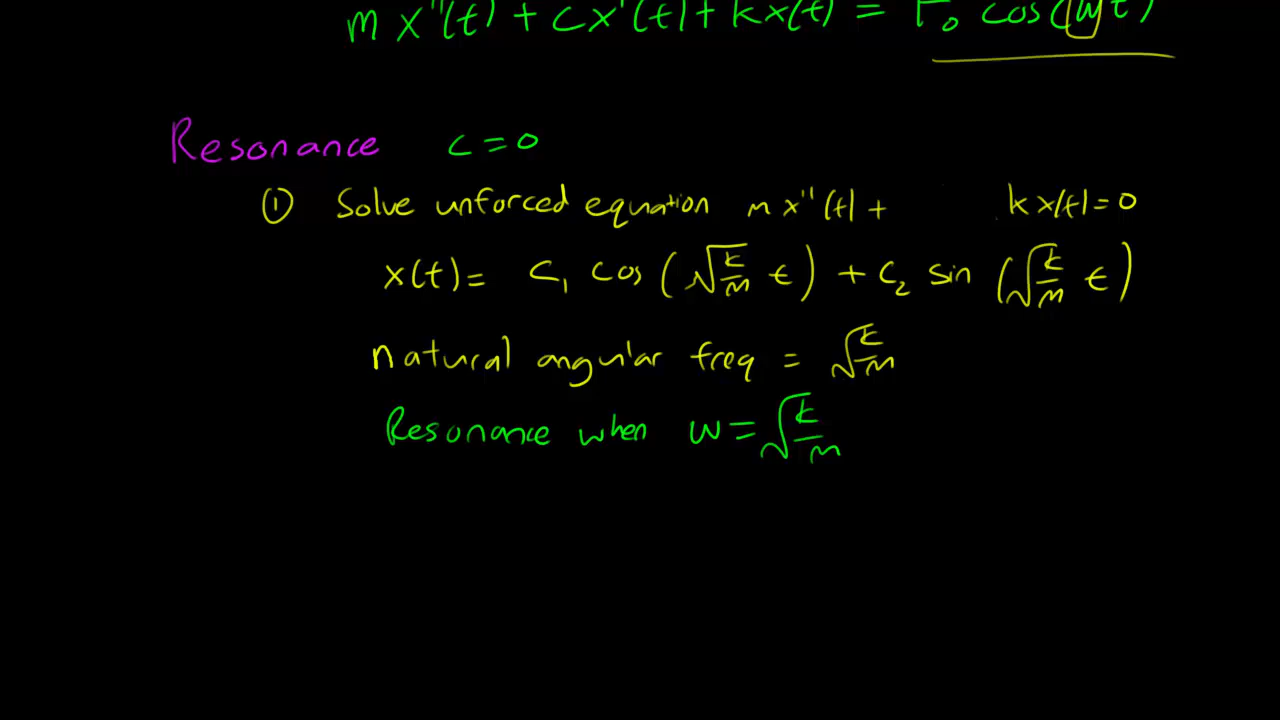 m x''(t) + c x'(t) + k x(t) = F₀ cos(ωt)
Resonance c = 0
① Solve unforced equation m x''(t) + k x(t) = 0
x(t) = C₁ cos(√(k/m) t) + C₂ sin(√(k/m) t)
natural angular freq = √(k/m)
Resonance when ω = √(k/m)